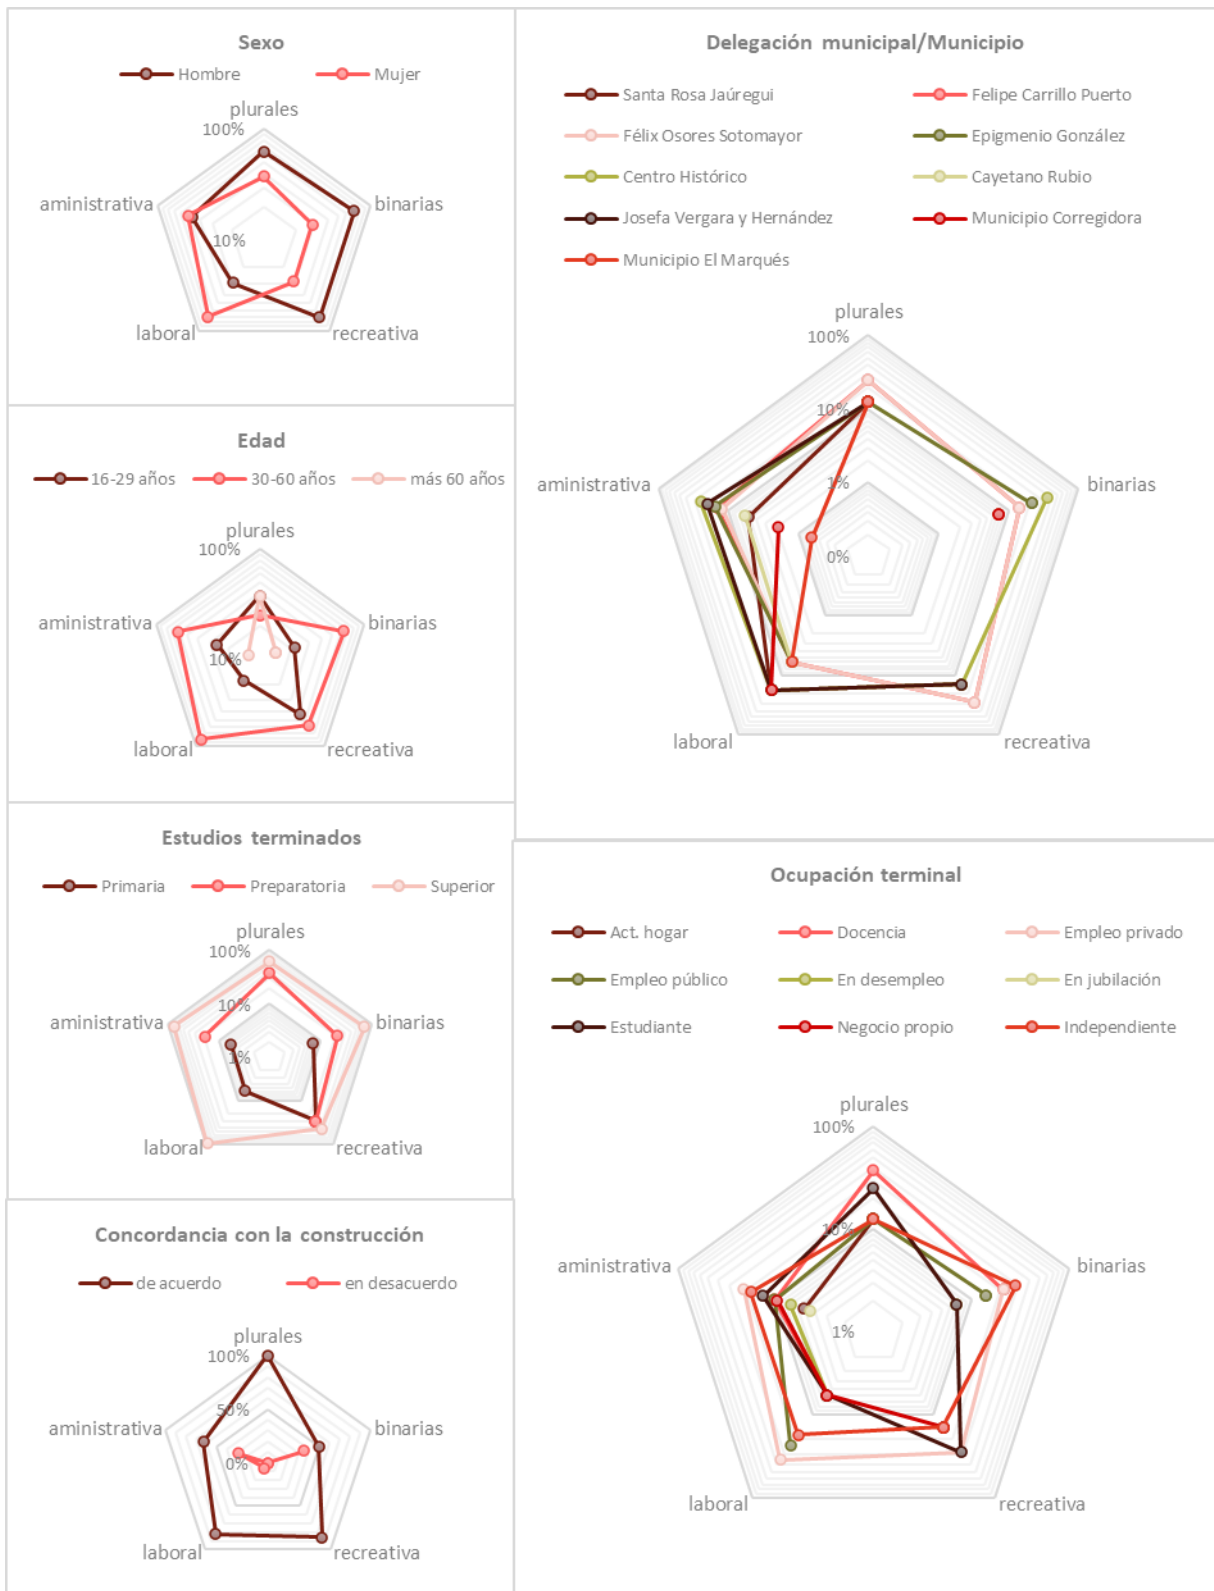 Sexo
Hombre Mujer
plurales
100%
aministrativa binarias
10%
laboral recreativa
Edad
16-29 años 30-60 años más 60 años
plurales
100%
aministrativa binarias
10%
laboral recreativa
Estudios terminados
Primaria Preparatoria Superior
plurales
100%
10%
aministrativa binarias
1%
laboral recreativa
Concordancia con la construcción
de acuerdo en desacuerdo
plurales
100%
50%
aministrativa binarias
0%
laboral recreativa
Delegación municipal/Municipio
Santa Rosa Jaúregui Felipe Carrillo Puerto
Félix Osores Sotomayor Epigmenio González
Centro Histórico Cayetano Rubio
Josefa Vergara y Hernández Municipio Corregidora
Municipio El Marqués
plurales
100%
10%
aministrativa 1% binarias
0%
laboral recreativa
Ocupación terminal
Act. hogar Docencia Empleo privado
Empleo público En desempleo En jubilación
Estudiante Negocio propio Independiente
plurales
100%
10%
aministrativa binarias
1%
laboral recreativa